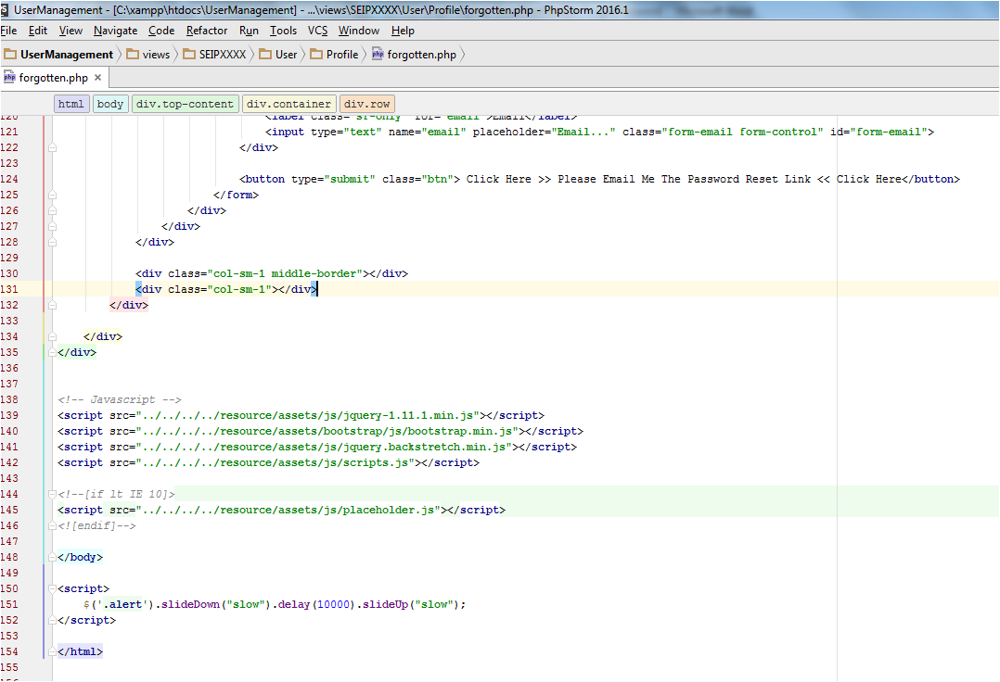 UserManagement - [C:\xampp\htdocs\UserManagement] - ...\views\SEIPXXXX\User\Profile\forgotten.php - PhpStorm 2016.1
File Edit View Navigate Code Refactor Run Tools VCS Window Help
UserManagement views SEIPXXXX User Profile forgotten.php
forgotten.php ×
html body div.top-content div.container div.row
120 <label class="sr-only" for="email">Email</label>
121 <input type="text" name="email" placeholder="Email..." class="form-email form-control" id="form-email">
122 </div>
123
124 <button type="submit" class="btn"> Click Here >> Please Email Me The Password Reset Link << Click Here</button>
125 </form>
126 </div>
127 </div>
128 </div>
129
130 <div class="col-sm-1 middle-border"></div>
131 <div class="col-sm-1"></div>
132 </div>
133
134 </div>
135 </div>
136
137
138 <!-- Javascript -->
139 <script src="../../../../resource/assets/js/jquery-1.11.1.min.js"></script>
140 <script src="../../../../resource/assets/bootstrap/js/bootstrap.min.js"></script>
141 <script src="../../../../resource/assets/js/jquery.backstretch.min.js"></script>
142 <script src="../../../../resource/assets/js/scripts.js"></script>
143
144 <!--[if lt IE 10]>
145 <script src="../../../../resource/assets/js/placeholder.js"></script>
146 <![endif]-->
147
148 </body>
149
150 <script>
151 $('.alert').slideDown("slow").delay(10000).slideUp("slow");
152 </script>
153
154 </html>
155